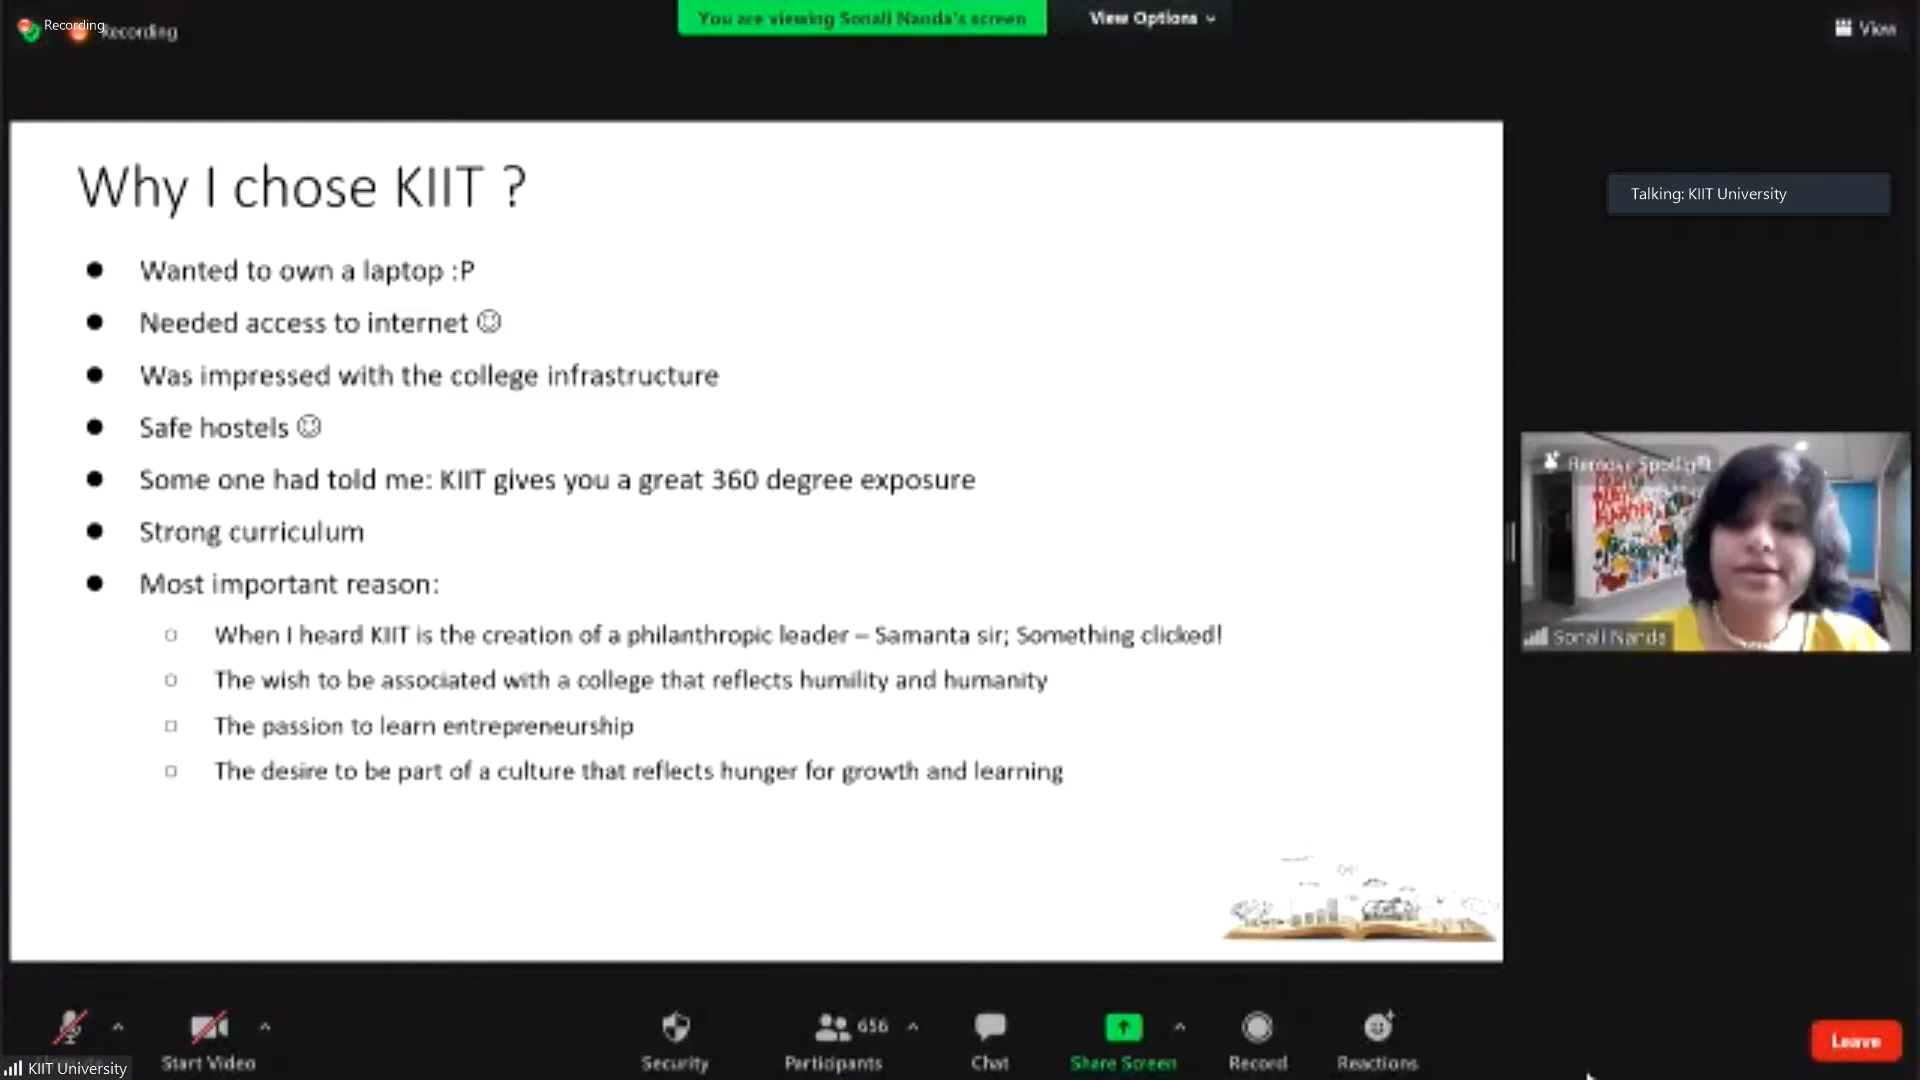 Recording
Recording
You are viewing Sonali Nanda's screen
View Options
View
Why I chose KIIT ?
Wanted to own a laptop :P
Needed access to internet ☺
Was impressed with the college infrastructure
Safe hostels ☺
Some one had told me: KIIT gives you a great 360 degree exposure
Strong curriculum
Most important reason:
When I heard KIIT is the creation of a philanthropic leader – Samanta sir; Something clicked!
The wish to be associated with a college that reflects humility and humanity
The passion to learn entrepreneurship
The desire to be part of a culture that reflects hunger for growth and learning
Talking: KIIT University
Remove Spotlight
Sonali Nanda
Start Video
Security
656
Participants
Chat
Share Screen
Record
Reactions
Leave
KIIT University